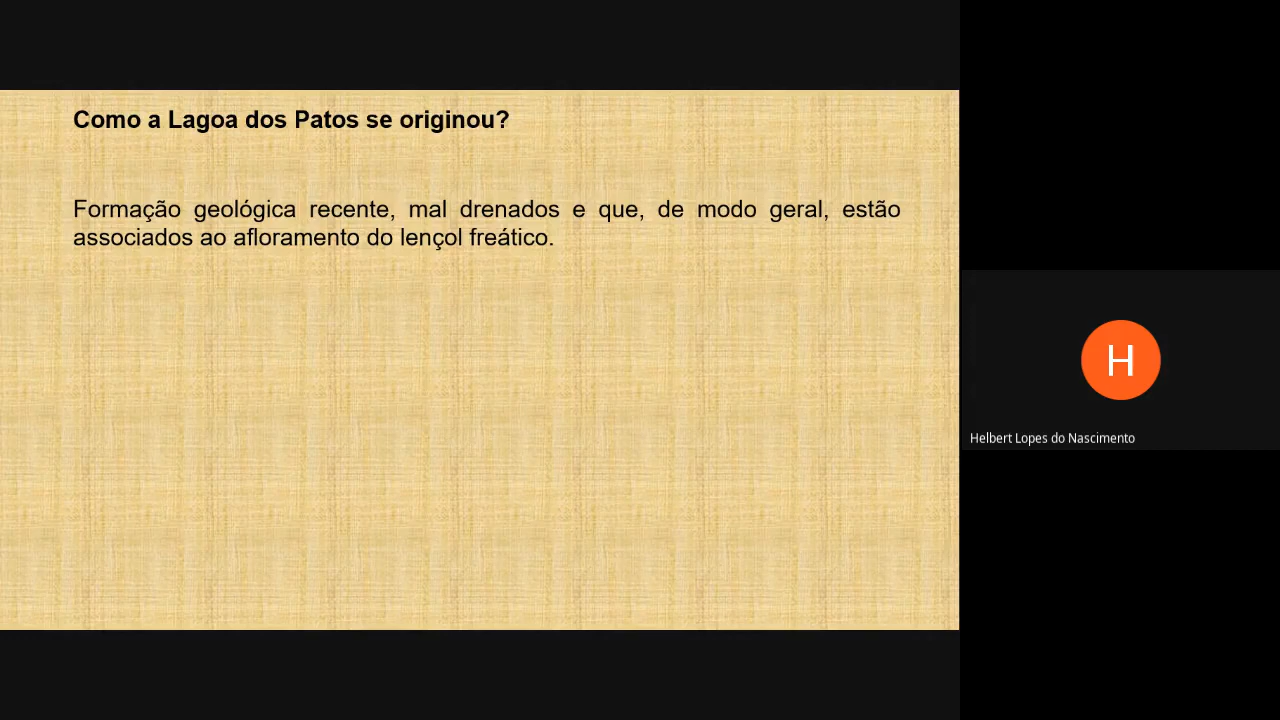 Como a Lagoa dos Patos se originou?
Formação geológica recente, mal drenados e que, de modo geral, estão
associados ao afloramento do lençol freático.
H
Helbert Lopes do Nascimento